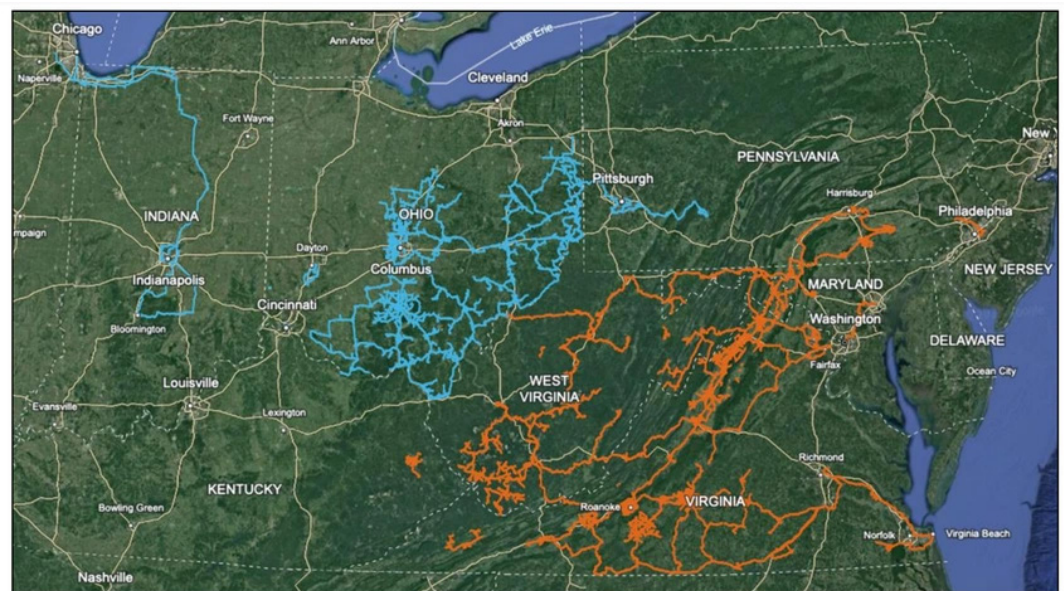 Chicago
Ann Arbor
Lake Erie
Naperville
Cleveland
Fort Wayne
Akron
New
PENNSYLVANIA
Pittsburgh
Harrisburg
INDIANA
OHIO
Philadelphia
mpaign
Dayton
Columbus
Indianapolis
NEW JERSEY
MARYLAND
Cincinnati
Washington
Bloomington
DELAWARE
Fairfax
Ocean City
WEST
VIRGINIA
Louisville
Evansville
Lexington
Richmond
KENTUCKY
VIRGINIA
Bowling Green
Roanoke
Norfolk
Virginia Beach
Nashville